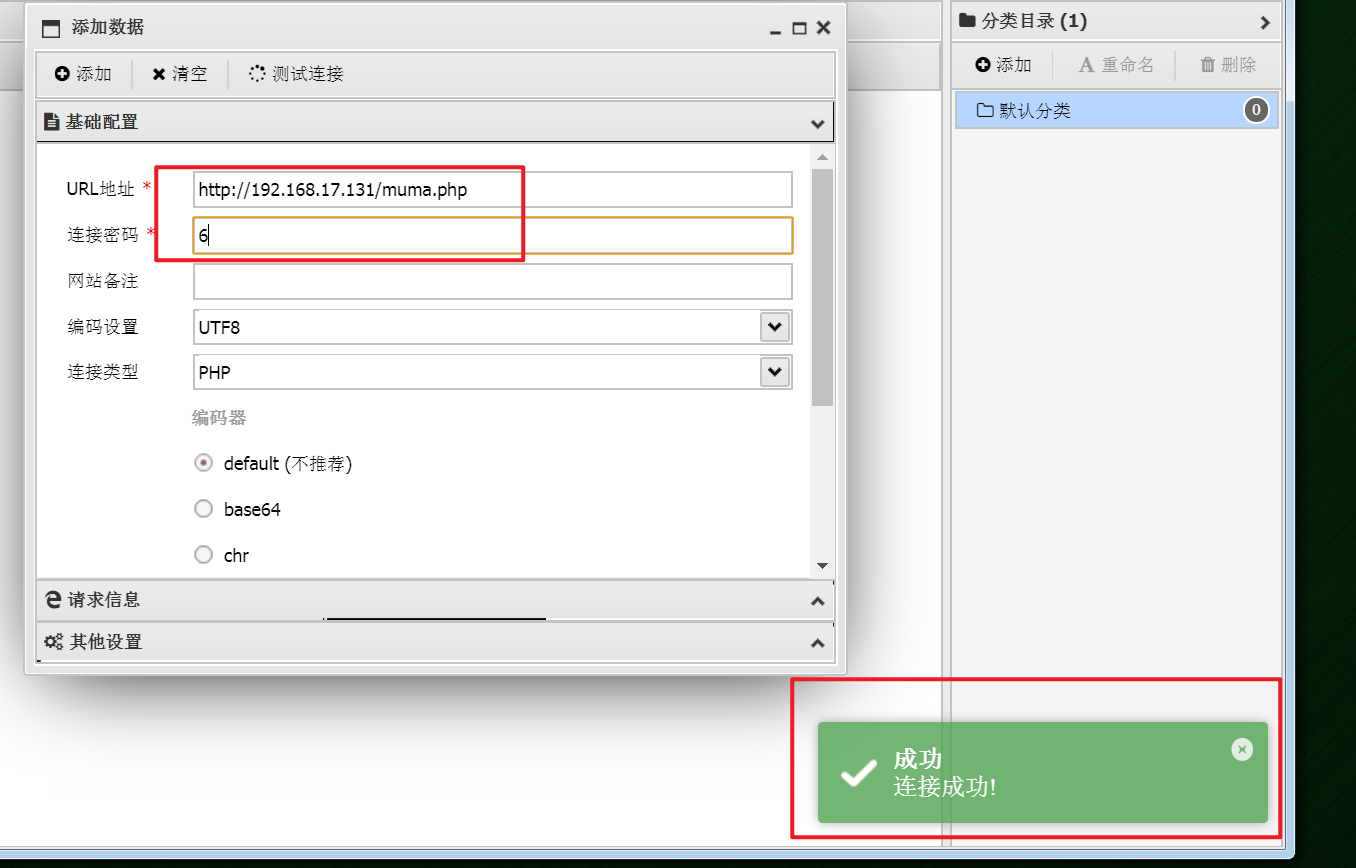 添加数据
添加 清空 测试连接
基础配置
URL地址 * http://192.168.17.131/muma.php
连接密码 * 6
网站备注
编码设置 UTF8
连接类型 PHP
编码器
default (不推荐)
base64
chr
请求信息
其他设置
分类目录 (1)
添加 A 重命名 删除
默认分类 0
成功
连接成功!